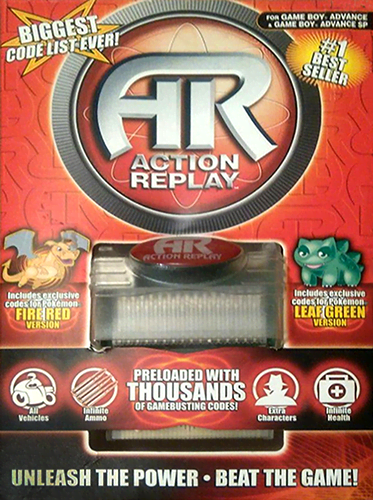 BIGGEST
CODE LIST EVER!
FOR GAME BOY ADVANCE
& GAME BOY ADVANCE SP
#1
BEST
SELLER
AR
ACTION
REPLAY™
AR
ACTION REPLAY
Includes exclusive
codes for Pokémon
FIRE RED
VERSION
Includes exclusive
codes for Pokémon
LEAF GREEN
VERSION
PRELOADED WITH
THOUSANDS
OF GAMEBUSTING CODES!
All
Vehicles
Infinite
Ammo
Extra
Characters
Infinite
Health
UNLEASH THE POWER • BEAT THE GAME!